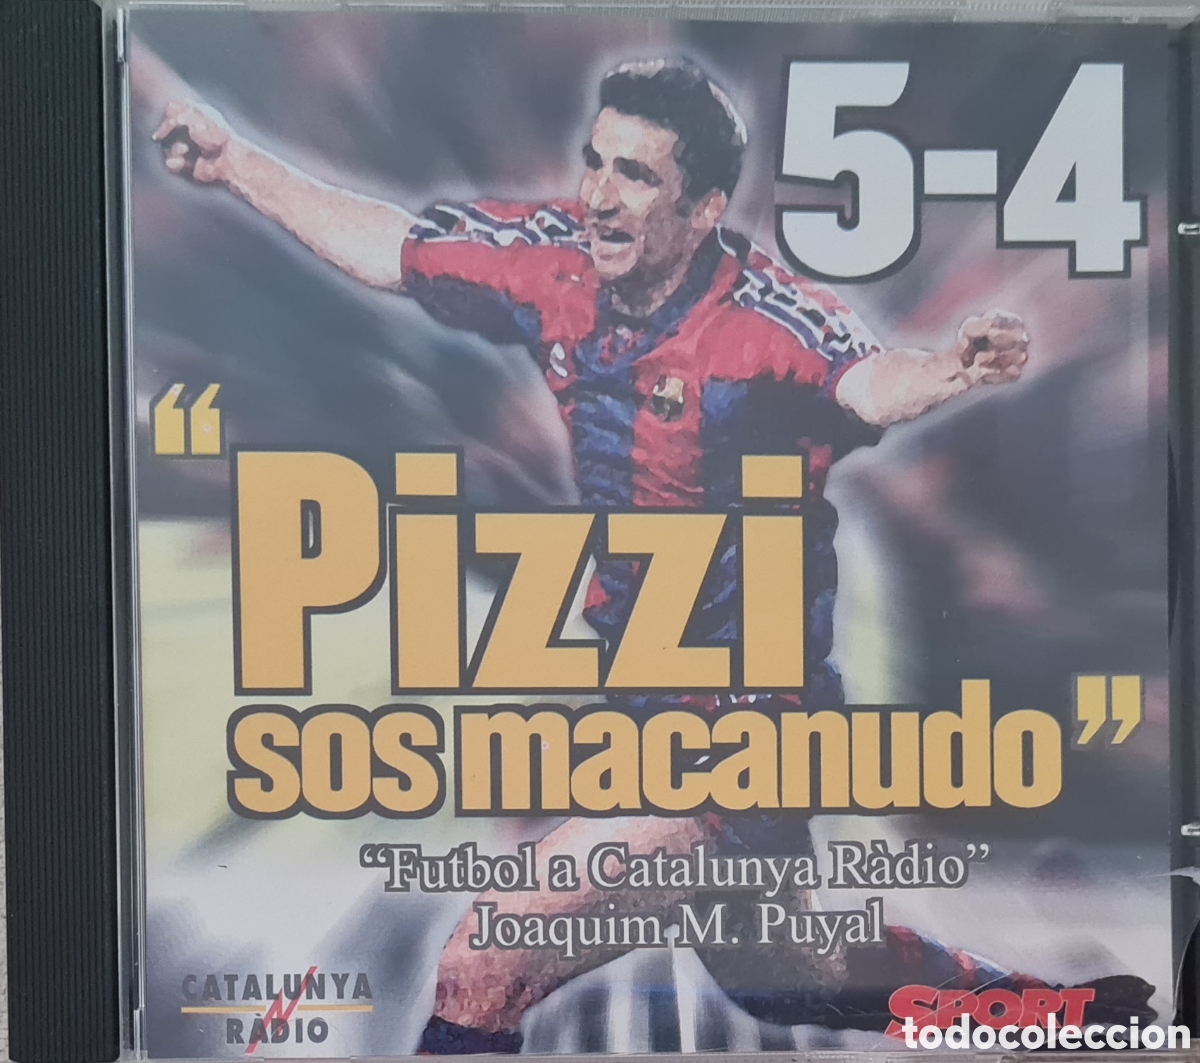 5-4
“Pizzi
sos macanudo”
“Futbol a Catalunya Ràdio”
Joaquim M. Puyal
CATALUNYA
RÀDIO
SPORT
todocoleccion